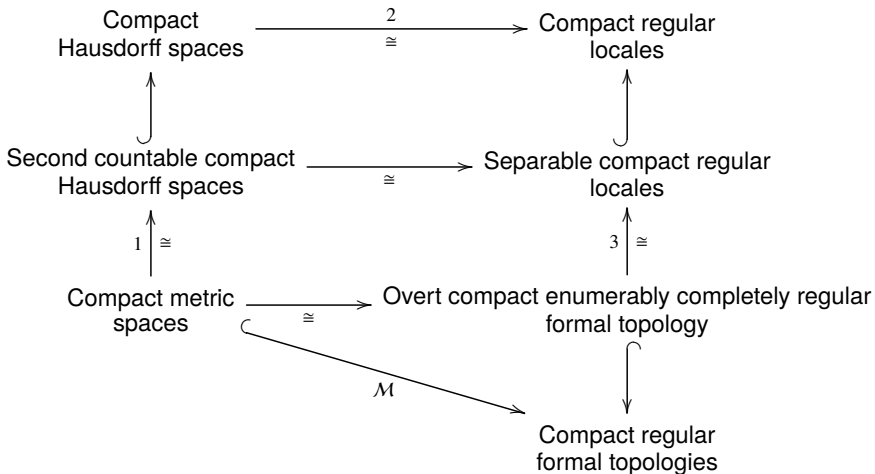 Compact
Hausdorff spaces
2
≅
Compact regular
locales
Second countable compact
Hausdorff spaces
≅
Separable compact regular
locales
1 ≅
3 ≅
Compact metric
spaces
≅
Overt compact enumerably completely regular
formal topology
ℳ
Compact regular
formal topologies